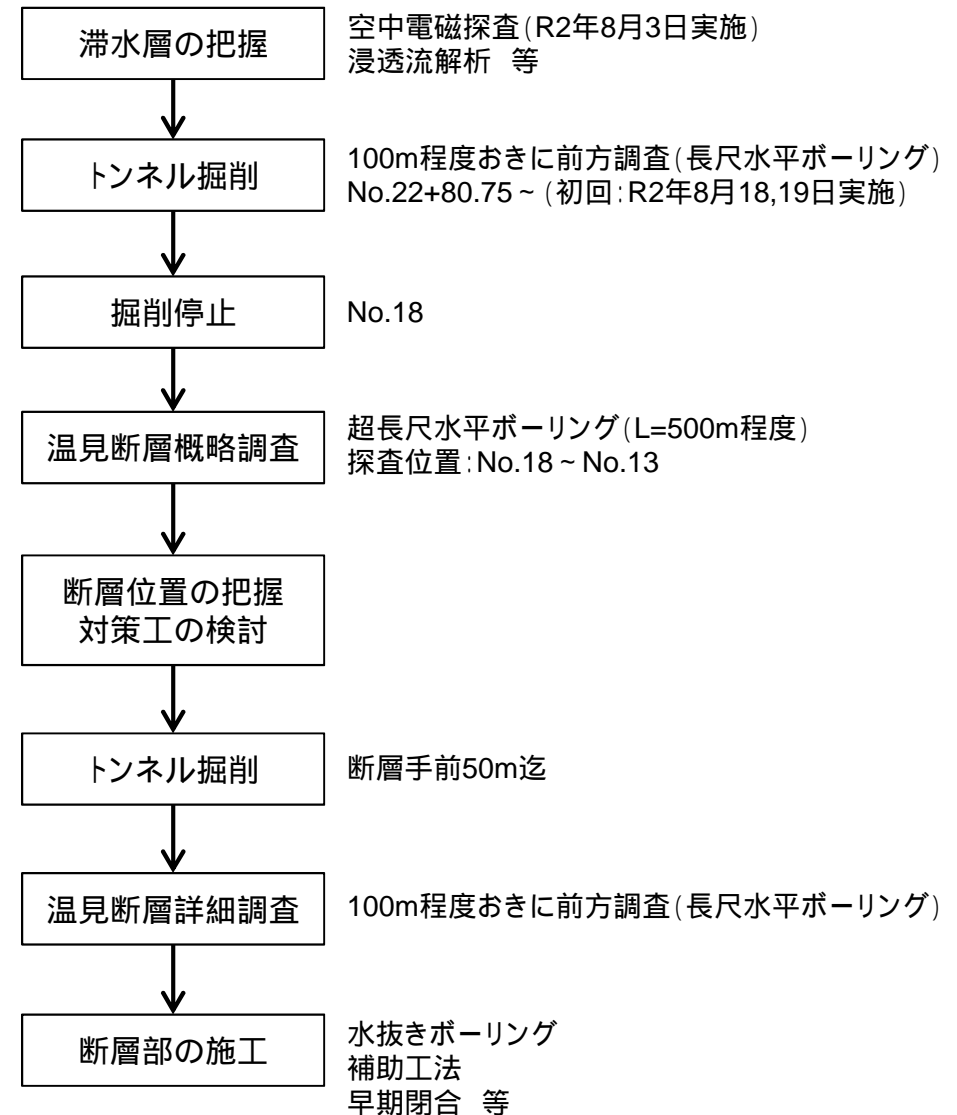 滞水層の把握
空中電磁探査(R2年8月3日実施)
浸透流解析 等
トンネル掘削
100m程度おきに前方調査(長尺水平ボーリング)
No.22+80.75~(初回:R2年8月18,19日実施)
掘削停止
No.18
温見断層概略調査
超長尺水平ボーリング(L=500m程度)
探査位置:No.18~No.13
断層位置の把握
対策工の検討
トンネル掘削
断層手前50m迄
温見断層詳細調査
100m程度おきに前方調査(長尺水平ボーリング)
断層部の施工
水抜きボーリング
補助工法
早期閉合 等